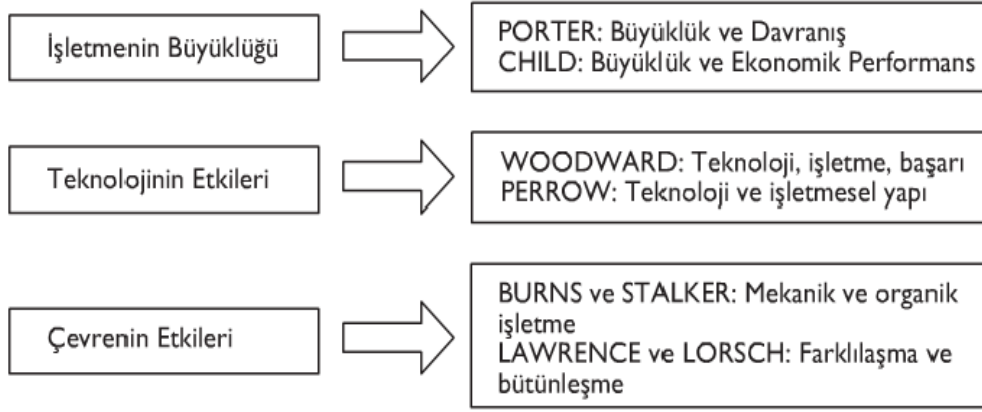 İşletmenin Büyüklüğü
PORTER: Büyüklük ve Davranış
CHILD: Büyüklük ve Ekonomik Performans
Teknolojinin Etkileri
WOODWARD: Teknoloji, işletme, başarı
PERROW: Teknoloji ve işletmesel yapı
Çevrenin Etkileri
BURNS ve STALKER: Mekanik ve organik
işletme
LAWRENCE ve LORSCH: Farklılaşma ve
bütünleşme